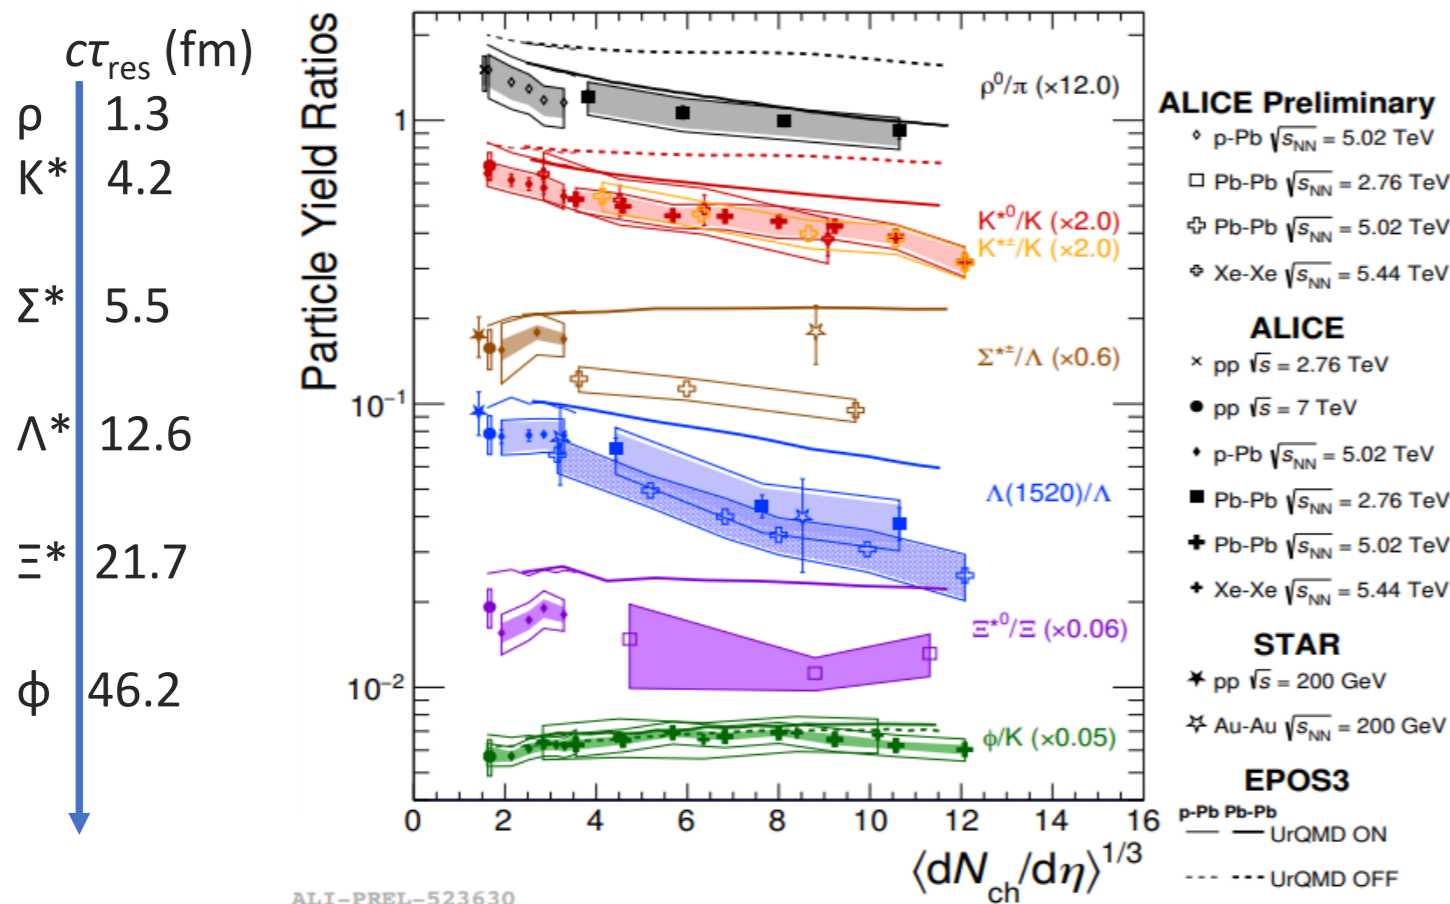 cτres (fm)
ρ 1.3
K* 4.2
Σ* 5.5
Λ* 12.6
Ξ* 21.7
ϕ 46.2
Particle Yield Ratios
1
10⁻¹
10⁻²
ρ⁰/π (×12.0)
K*⁰/K (×2.0)
K*±/K (×2.0)
Σ*±/Λ (×0.6)
Λ(1520)/Λ
Ξ*⁰/Ξ (×0.06)
ϕ/K (×0.05)
0 2 4 6 8 10 12 14 16
⟨dNch/dη⟩^1/3
ALI-PREL-523630
ALICE Preliminary
p-Pb √sNN = 5.02 TeV
Pb-Pb √sNN = 2.76 TeV
Pb-Pb √sNN = 5.02 TeV
Xe-Xe √sNN = 5.44 TeV
ALICE
pp √s = 2.76 TeV
pp √s = 7 TeV
p-Pb √sNN = 5.02 TeV
Pb-Pb √sNN = 2.76 TeV
Pb-Pb √sNN = 5.02 TeV
Xe-Xe √sNN = 5.44 TeV
STAR
pp √s = 200 GeV
Au-Au √sNN = 200 GeV
EPOS3
p-Pb Pb-Pb
UrQMD ON
UrQMD OFF